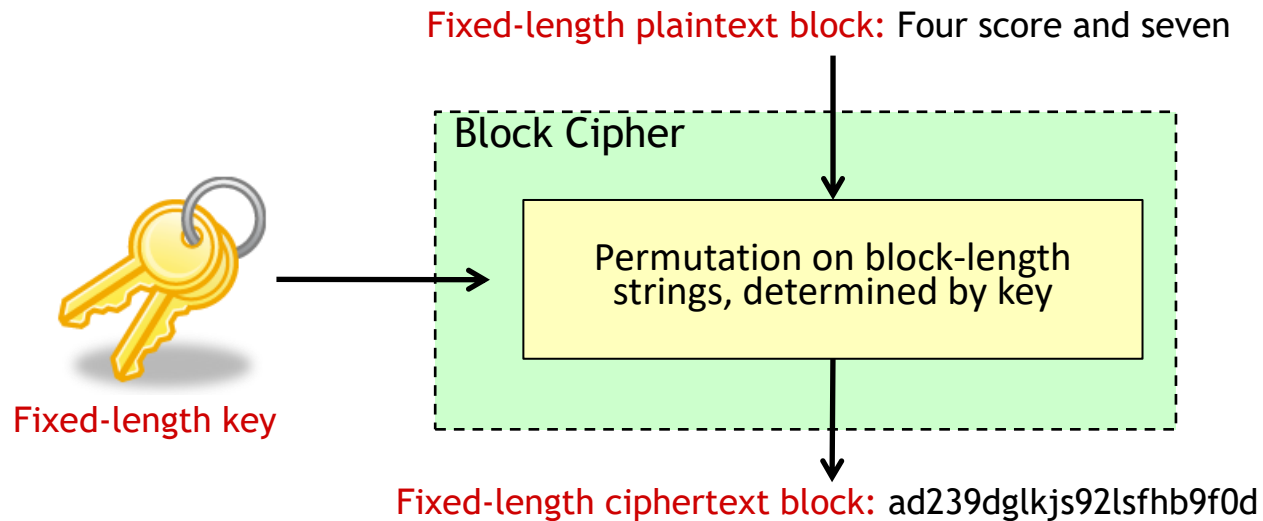 Fixed-length plaintext block: Four score and seven
Block Cipher
Permutation on block-length
strings, determined by key
Fixed-length key
Fixed-length ciphertext block: ad239dglkjs92lsfhb9f0d